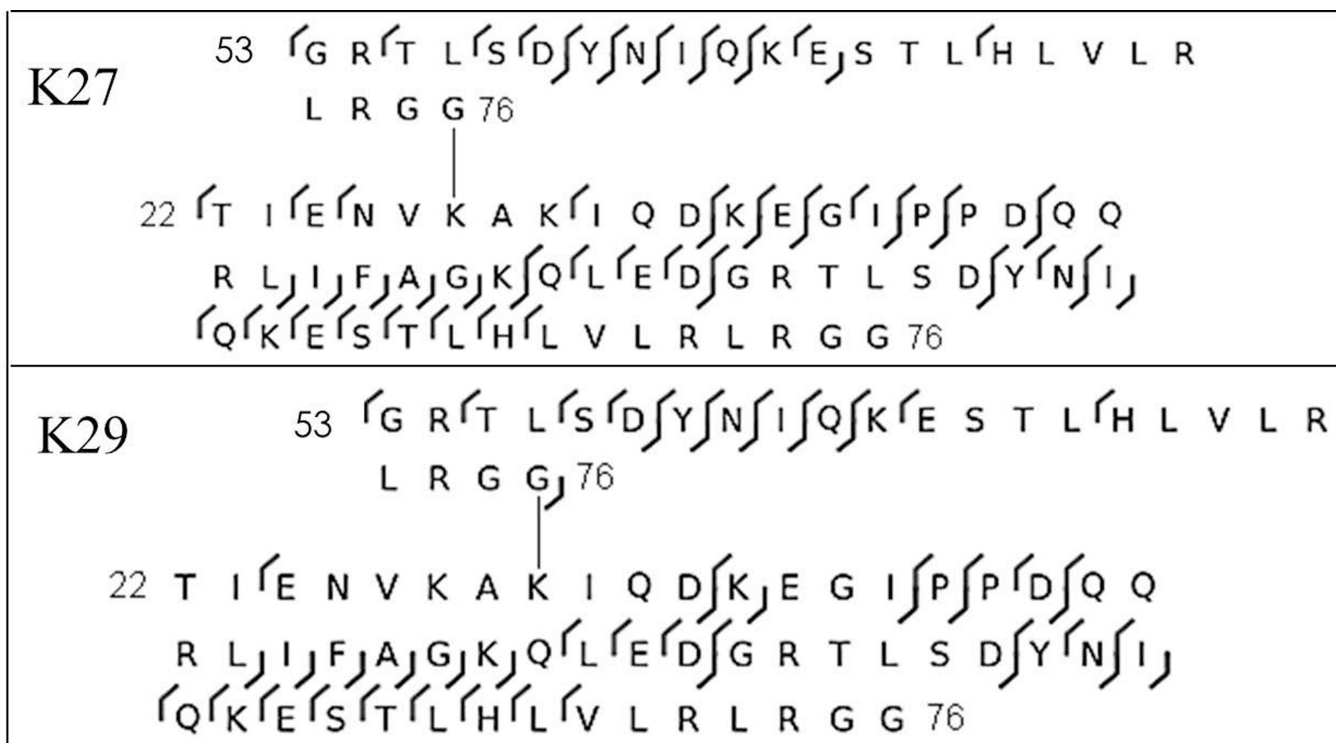 K27
53 G R T L S D Y N I Q K E S T L H L V L R
L R G G 76
22 T I E N V K A K I Q D K E G I P P D Q Q
R L I F A G K Q L E D G R T L S D Y N I
Q K E S T L H L V L R L R G G 76
K29
53 G R T L S D Y N I Q K E S T L H L V L R
L R G G 76
22 T I E N V K A K I Q D K E G I P P D Q Q
R L I F A G K Q L E D G R T L S D Y N I
Q K E S T L H L V L R L R G G 76